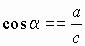 cos α == a/c